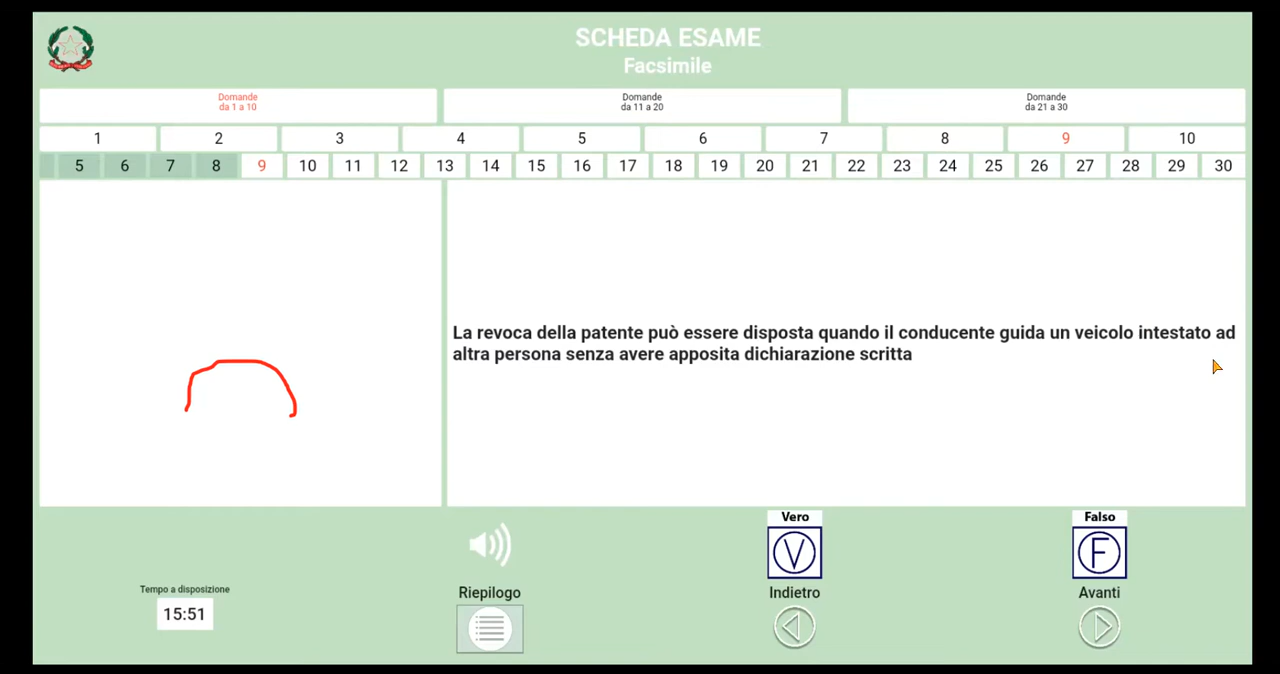 SCHEDA ESAME
Facsimile
Domande
da 1 a 10
Domande
da 11 a 20
Domande
da 21 a 30
1 2 3 4 5 6 7 8 9 10
5 6 7 8 9 10 11 12 13 14 15 16 17 18 19 20 21 22 23 24 25 26 27 28 29 30
La revoca della patente può essere disposta quando il conducente guida un veicolo intestato ad
altra persona senza avere apposita dichiarazione scritta
Vero
V
Falso
F
Tempo a disposizione
15:51
Riepilogo
Indietro
Avanti